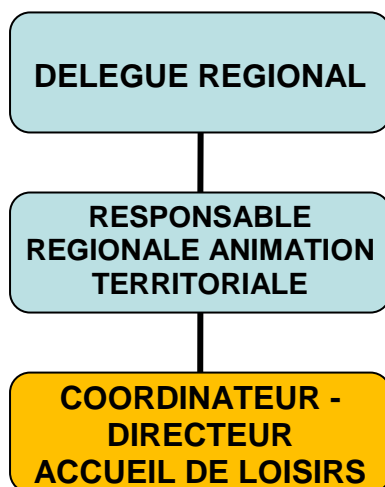 DELEGUE REGIONAL
RESPONSABLE
REGIONALE ANIMATION
TERRITORIALE
COORDINATEUR -
DIRECTEUR
ACCUEIL DE LOISIRS